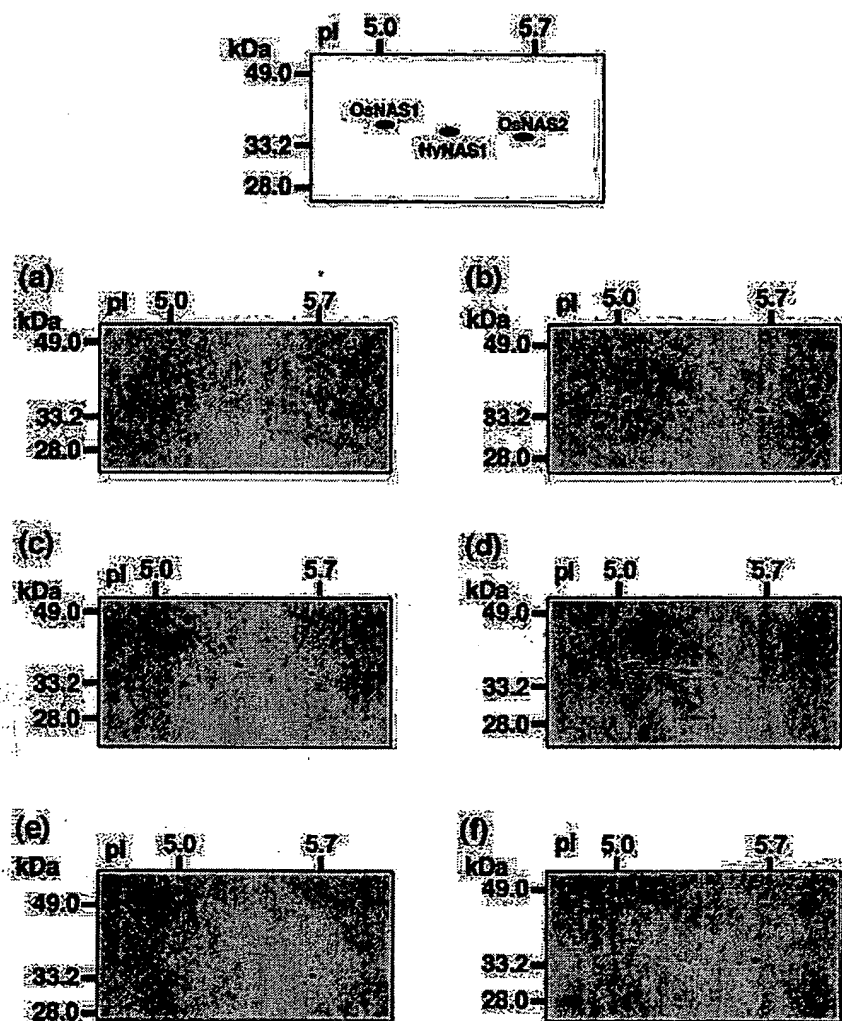 pI 5.0 5.7
kDa
49.0
OsNAS1 OsNAS2
33.2 HvNAS1
28.0
(a)
pI 5.0 5.7
kDa
49.0
33.2
28.0
(b)
pI 5.0 5.7
kDa
49.0
33.2
28.0
(c)
pI 5.0 5.7
kDa
49.0
33.2
28.0
(d)
pI 5.0 5.7
kDa
49.0
33.2
28.0
(e)
pI 5.0 5.7
kDa
49.0
33.2
28.0
(f)
pI 5.0 5.7
kDa
49.0
33.2
28.0